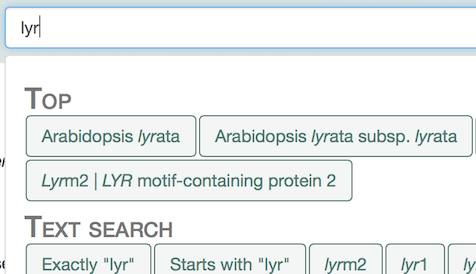 lyr
Top
Arabidopsis lyrata Arabidopsis lyrata subsp. lyrata
Lyrm2 | LYR motif-containing protein 2
Text search
Exactly "lyr" Starts with "lyr" lyrm2 lyr1